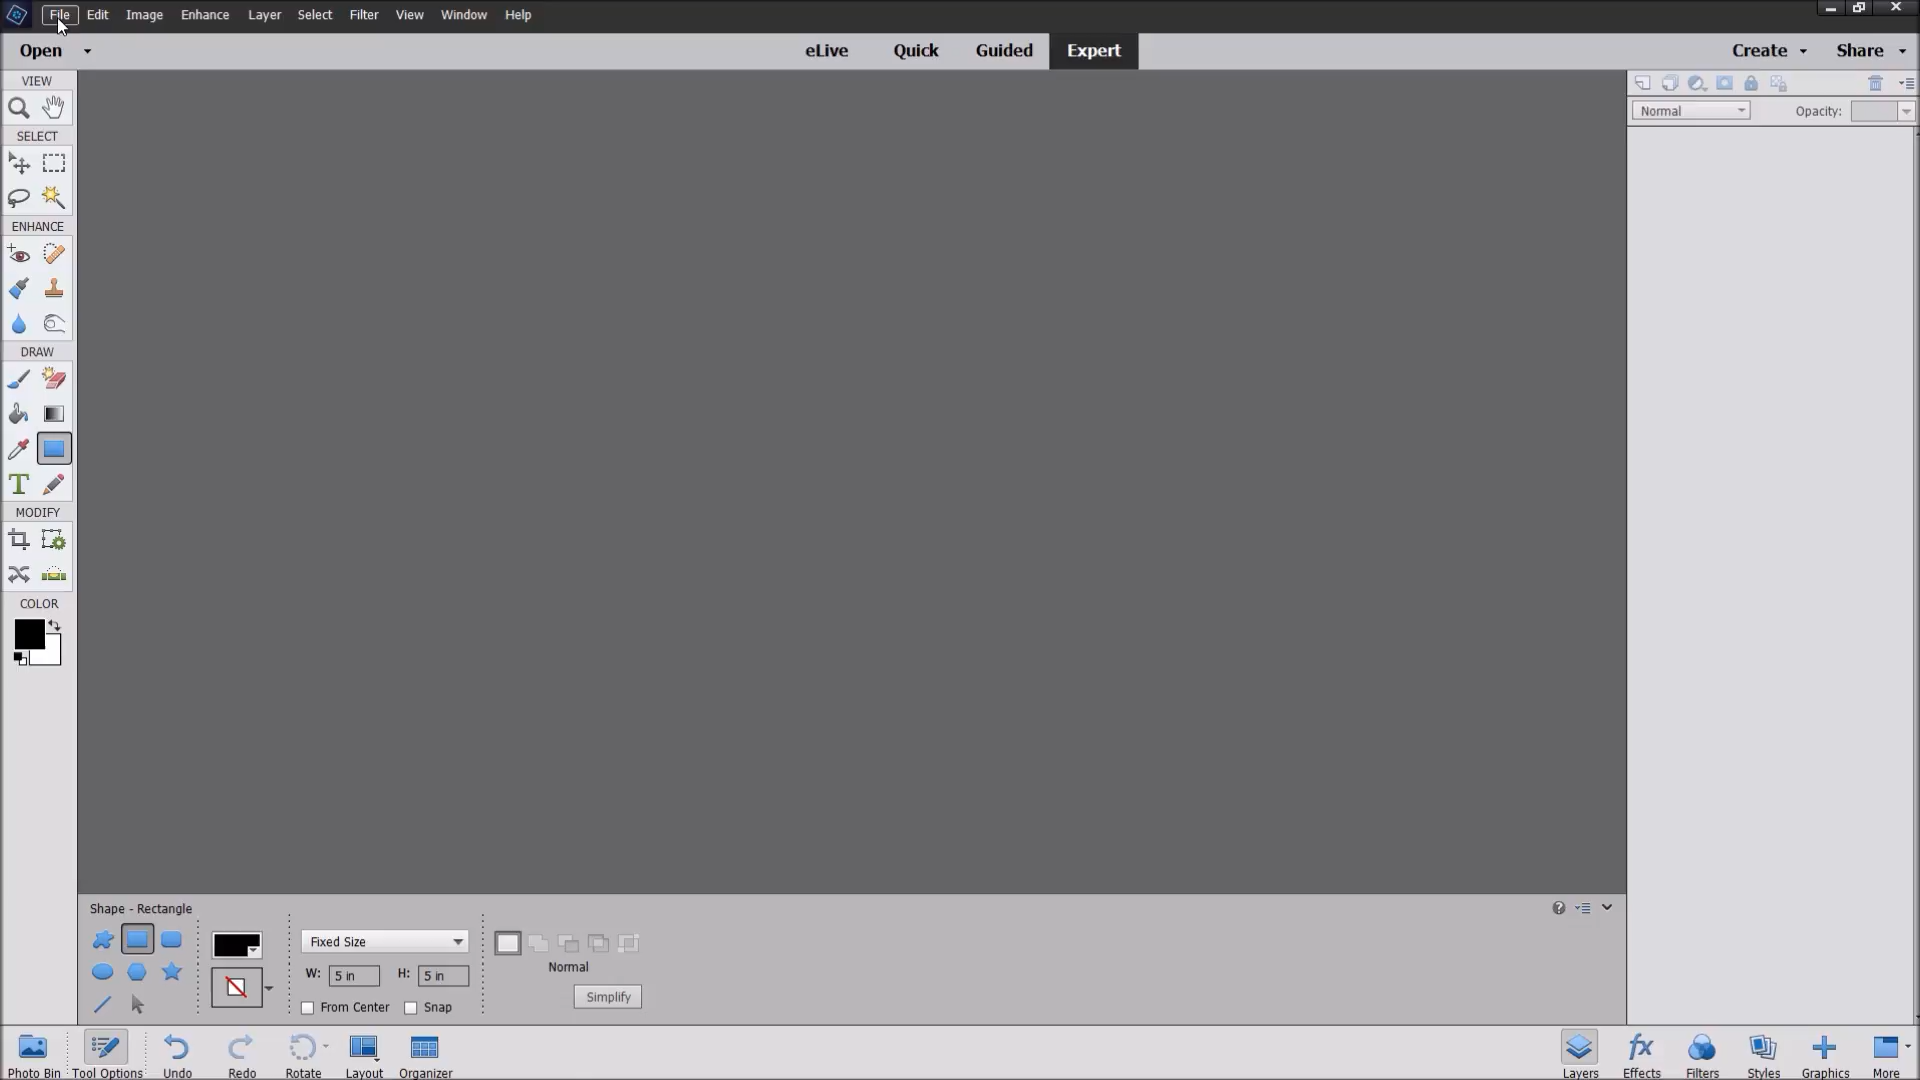 File Edit Image Enhance Layer Select Filter View Window Help
Open eLive Quick Guided Expert Create Share
VIEW
Normal Opacity:
SELECT
ENHANCE
DRAW
T
MODIFY
COLOR
Shape - Rectangle
Fixed Size
W: 5 in H: 5 in
Normal
Simplify
From Center Snap
Photo Bin Tool Options Undo Redo Rotate Layout Organizer Layers Effects Filters Styles Graphics More